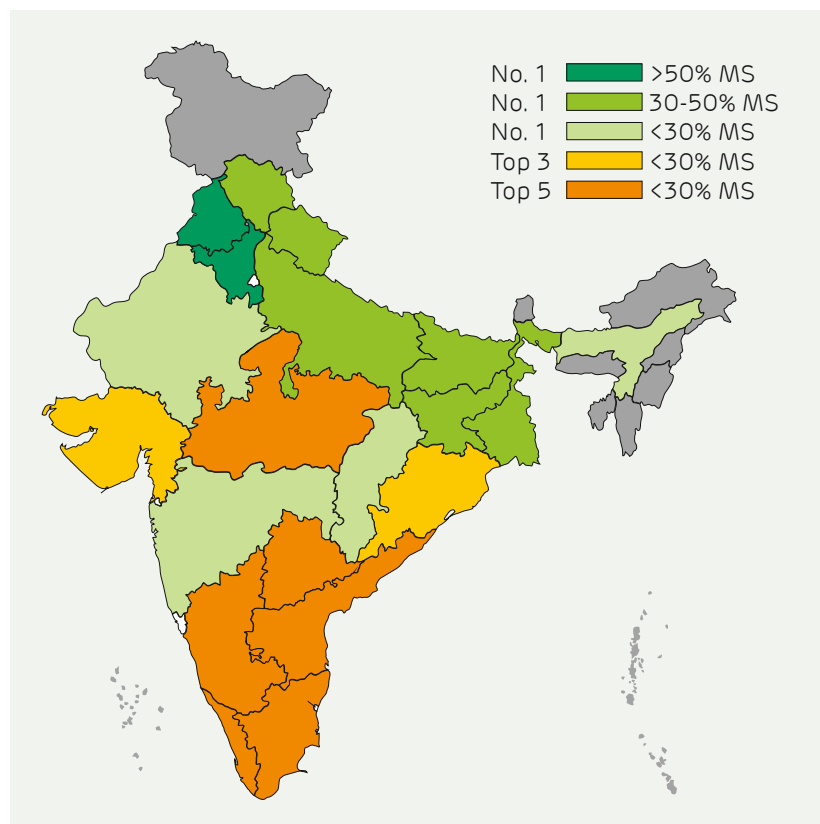 No. 1 >50% MS
No. 1 30-50% MS
No. 1 <30% MS
Top 3 <30% MS
Top 5 <30% MS